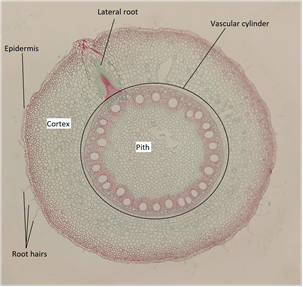 Lateral root
Vascular cylinder
Epidermis
Cortex
Pith
Root hairs